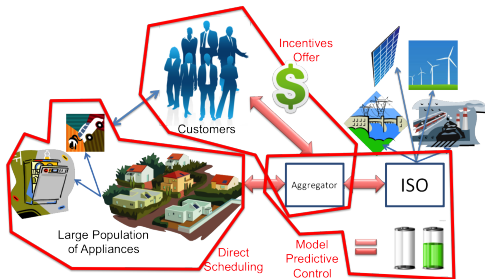 Incentives
Offer
$
Customers
Aggregator
ISO
Large Population
of Appliances
Direct
Scheduling
Model
Predictive
Control
=